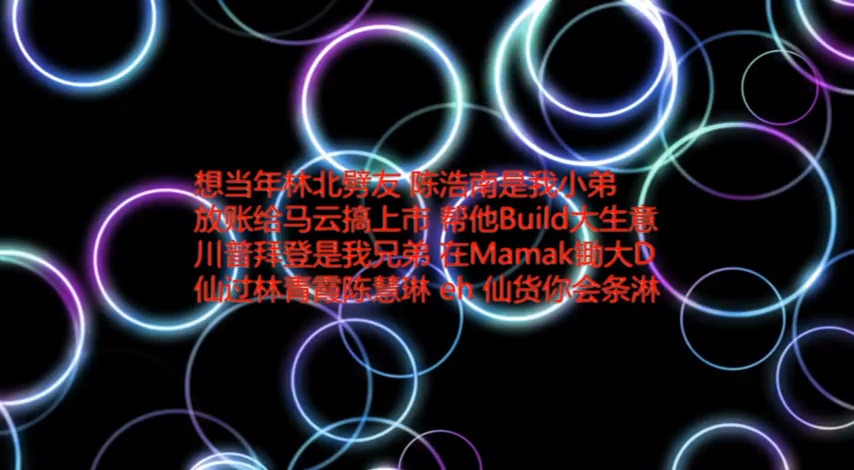 想当年林北劈友 陈浩南是我小弟
放账给马云搞上市 帮他Build大生意
川普拜登是我兄弟 在Mamak锄大D
仙过林青霞陈慧琳 eh 仙货你会条淋